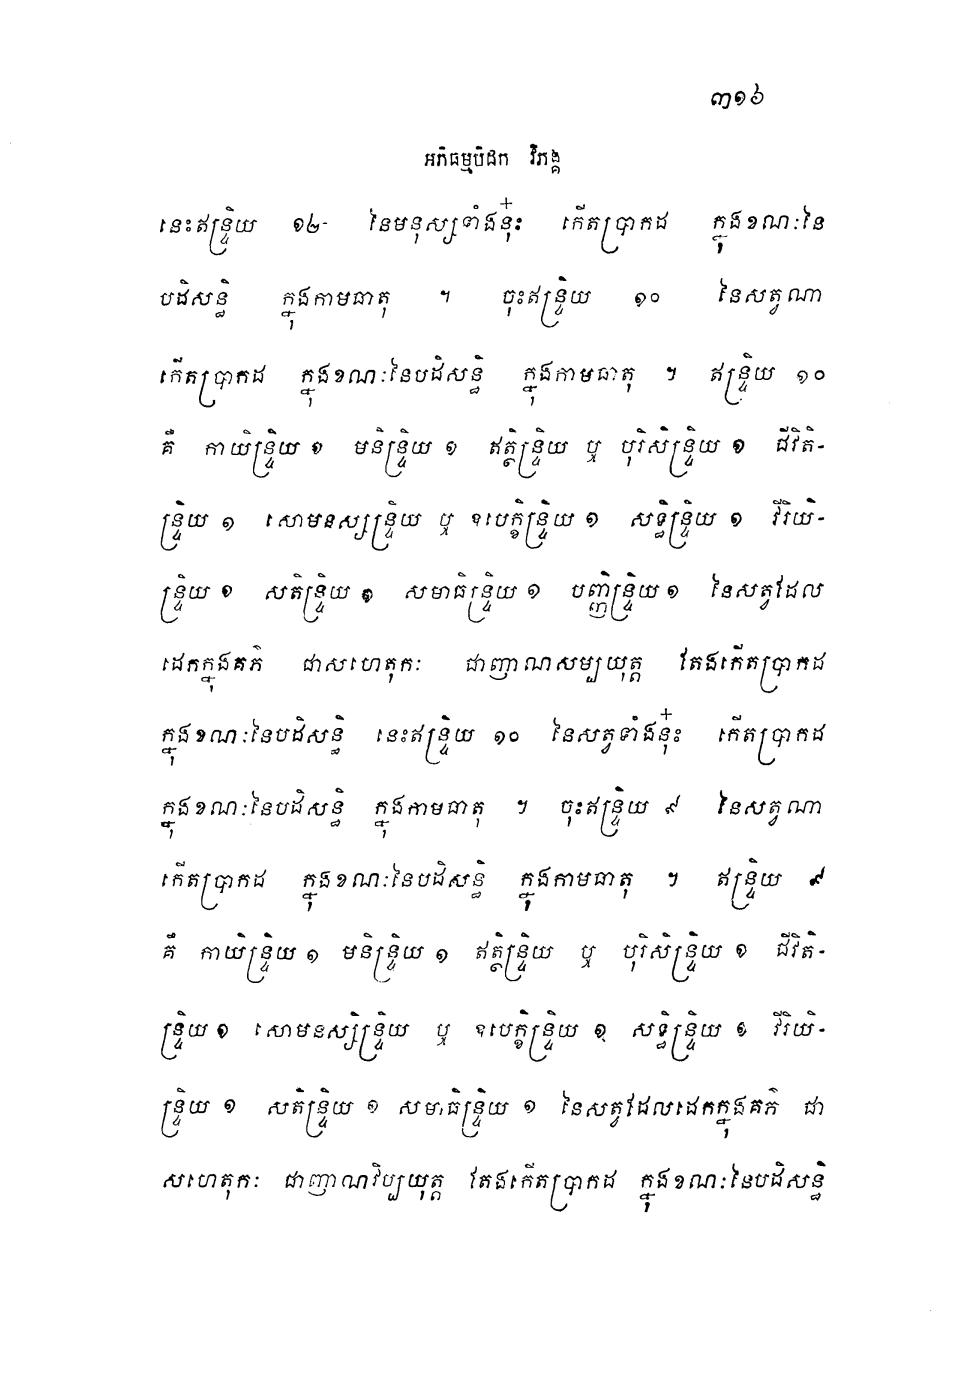 ៣១៦
អភិធម្មបិដក វិភង្គ
នេះឥន្ទ្រិយ ១៤ នៃមនុស្សទាំងនុ៎ះ កើតប្រាកដ ក្នុងខណៈនៃ
បដិសន្ធិ ក្នុងកាមធាតុ ។ ចុះឥន្ទ្រិយ ១០ នៃសត្វណា
កើតប្រាកដ ក្នុងខណៈនៃបដិសន្ធិ ក្នុងកាមធាតុ ។ ឥន្ទ្រិយ ១០
គឺ កាយិន្ទ្រិយ ១ មនិន្ទ្រិយ ១ ឥត្ថិន្ទ្រិយ ឬ បុរិសិន្ទ្រិយ ១ ជីវិតិ-
ន្ទ្រិយ ១ សោមនស្សន្ទ្រិយ ឬ ឧបេក្ខិន្ទ្រិយ ១ សទ្ធិន្ទ្រិយ ១ វីរិយិ-
ន្ទ្រិយ ១ សតិន្ទ្រិយ ១ សមាធិន្ទ្រិយ ១ បញ្ញិន្ទ្រិយ ១ នៃសត្វដែល
ដេកក្នុងគភ៌ ជាសហេតុកៈ ជាញាណសម្បយុត្ត តែងកើតប្រាកដ
ក្នុងខណៈនៃបដិសន្ធិ នេះឥន្ទ្រិយ ១០ នៃសត្វទាំងនុ៎ះ កើតប្រាកដ
ក្នុងខណៈនៃបដិសន្ធិ ក្នុងកាមធាតុ ។ ចុះឥន្ទ្រិយ ៩ នៃសត្វណា
កើតប្រាកដ ក្នុងខណៈនៃបដិសន្ធិ ក្នុងកាមធាតុ ។ ឥន្ទ្រិយ ៩
គឺ កាយិន្ទ្រិយ ១ មនិន្ទ្រិយ ១ ឥត្ថិន្ទ្រិយ ឬ បុរិសិន្ទ្រិយ ១ ជីវិតិ-
ន្ទ្រិយ ១ សោមនស្សិន្ទ្រិយ ឬ ឧបេក្ខិន្ទ្រិយ ១ សទ្ធិន្ទ្រិយ ១ វីរិយិ-
ន្ទ្រិយ ១ សតិន្ទ្រិយ ១ សមាធិន្ទ្រិយ ១ នៃសត្វដែលដេកក្នុងគភ៌ ជា
សហេតុកៈ ជាញាណវិប្បយុត្ត តែងកើតប្រាកដ ក្នុងខណៈនៃបដិសន្ធិ